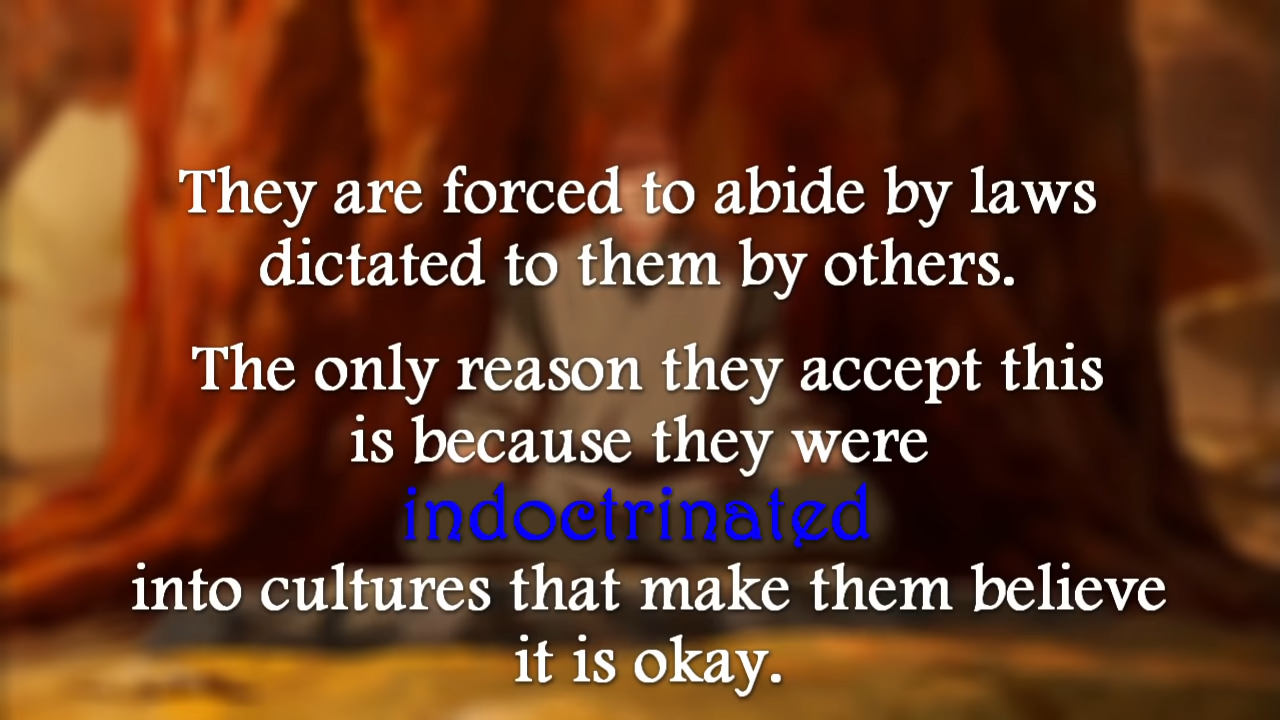 They are forced to abide by laws
dictated to them by others.
The only reason they accept this
is because they were
indoctrinated
into cultures that make them believe
it is okay.